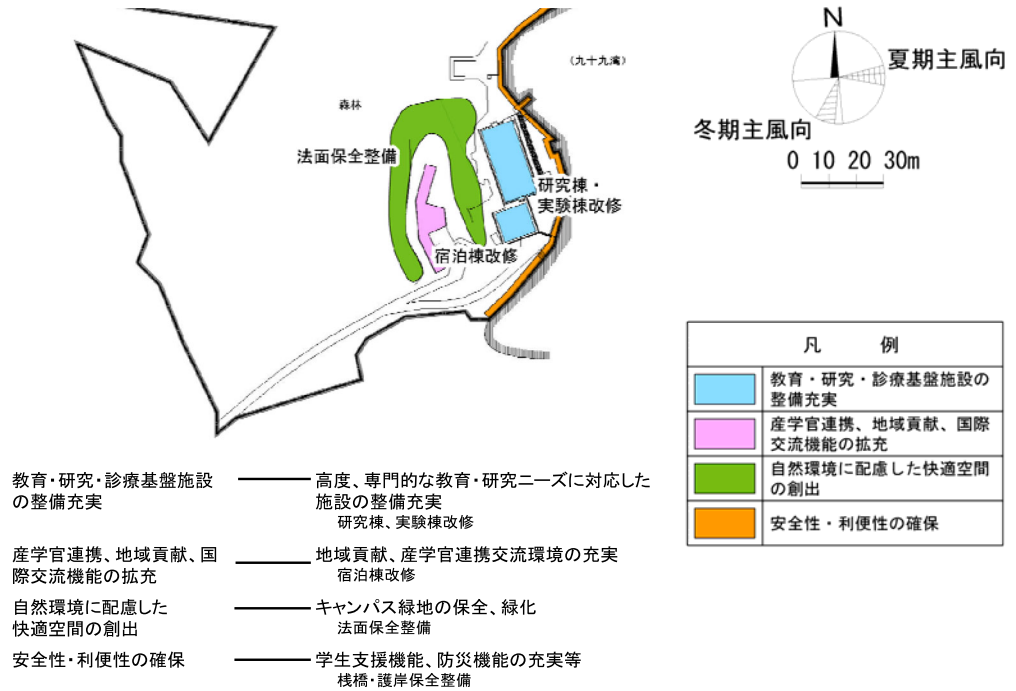 N
(九十九湾)
夏期主風向
森林
冬期主風向
法面保全整備
0 10 20 30m
研究棟・
実験棟改修
宿泊棟改修
凡 例
教育・研究・診療基盤施設の
整備充実
産学官連携、地域貢献、国際
交流機能の拡充
自然環境に配慮した快適空間
の創出
安全性・利便性の確保
教育・研究・診療基盤施設
の整備充実
高度、専門的な教育・研究ニーズに対応した
施設の整備充実
研究棟、実験棟改修
産学官連携、地域貢献、国
際交流機能の拡充
地域貢献、産学官連携交流環境の充実
宿泊棟改修
自然環境に配慮した
快適空間の創出
キャンパス緑地の保全、緑化
法面保全整備
安全性・利便性の確保
学生支援機能、防災機能の充実等
桟橋・護岸保全整備